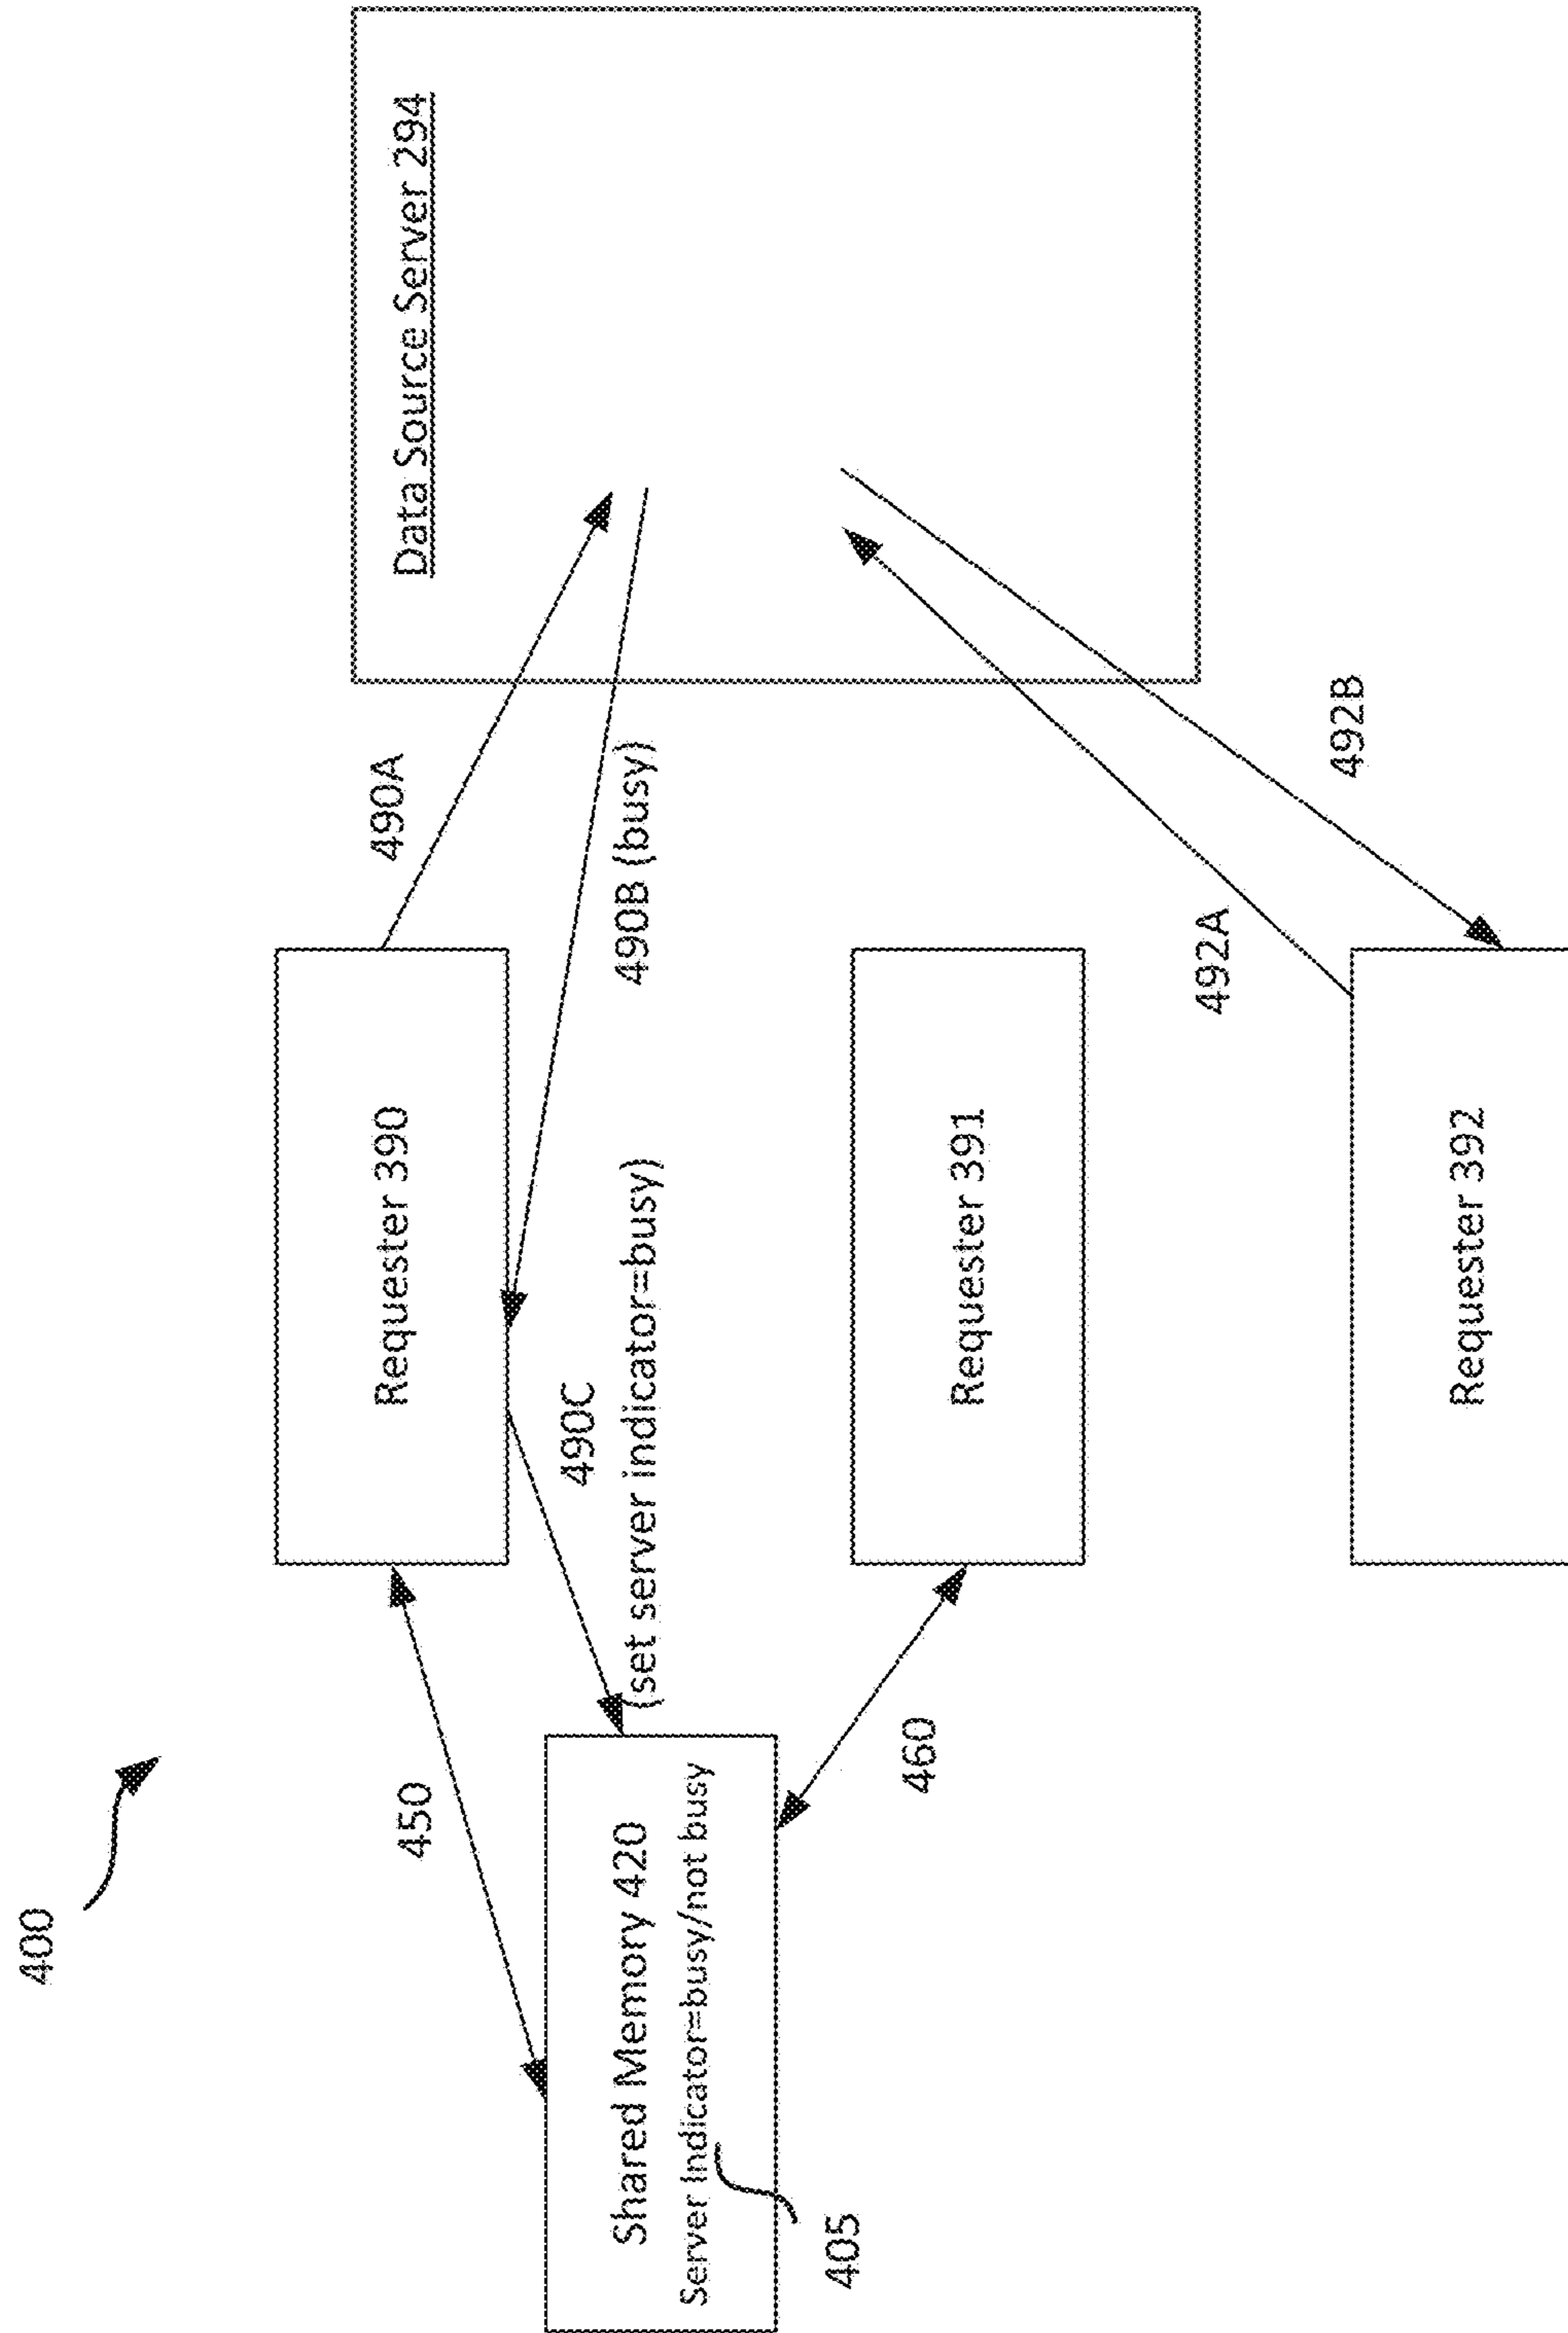 400
450
Shared Memory 420
Server Indicator=busy/not busy
405
460
490C
(set server indicator=busy)
Requester 390
Requester 391
Requester 392
490A
490B (busy)
492A
492B
Data Source Server 294